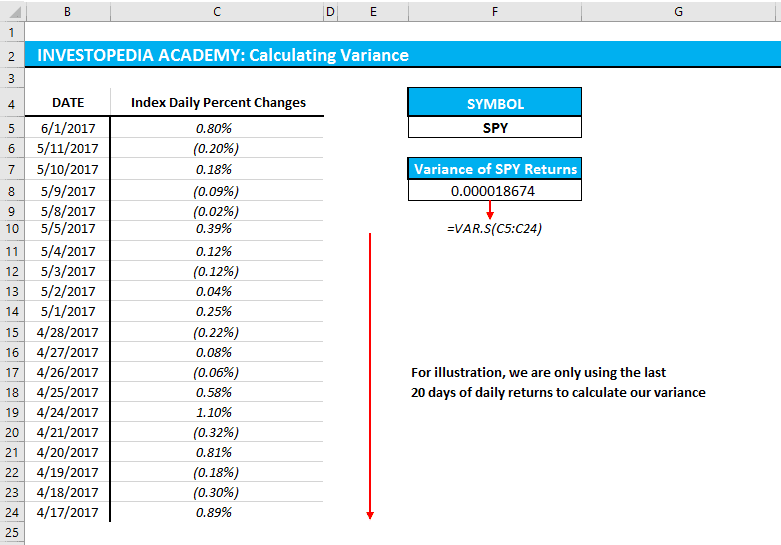 B C D E F G
1
2 INVESTOPEDIA ACADEMY: Calculating Variance
3
4 DATE Index Daily Percent Changes SYMBOL
5 6/1/2017 0.80% SPY
6 5/11/2017 (0.20%)
7 5/10/2017 0.18% Variance of SPY Returns
8 5/9/2017 (0.09%) 0.000018674
9 5/8/2017 (0.02%)
10 5/5/2017 0.39% =VAR.S(C5:C24)
11 5/4/2017 0.12%
12 5/3/2017 (0.12%)
13 5/2/2017 0.04%
14 5/1/2017 0.25%
15 4/28/2017 (0.22%)
16 4/27/2017 0.08%
17 4/26/2017 (0.06%) For illustration, we are only using the last
18 4/25/2017 0.58% 20 days of daily returns to calculate our variance
19 4/24/2017 1.10%
20 4/21/2017 (0.32%)
21 4/20/2017 0.81%
22 4/19/2017 (0.18%)
23 4/18/2017 (0.30%)
24 4/17/2017 0.89%
25